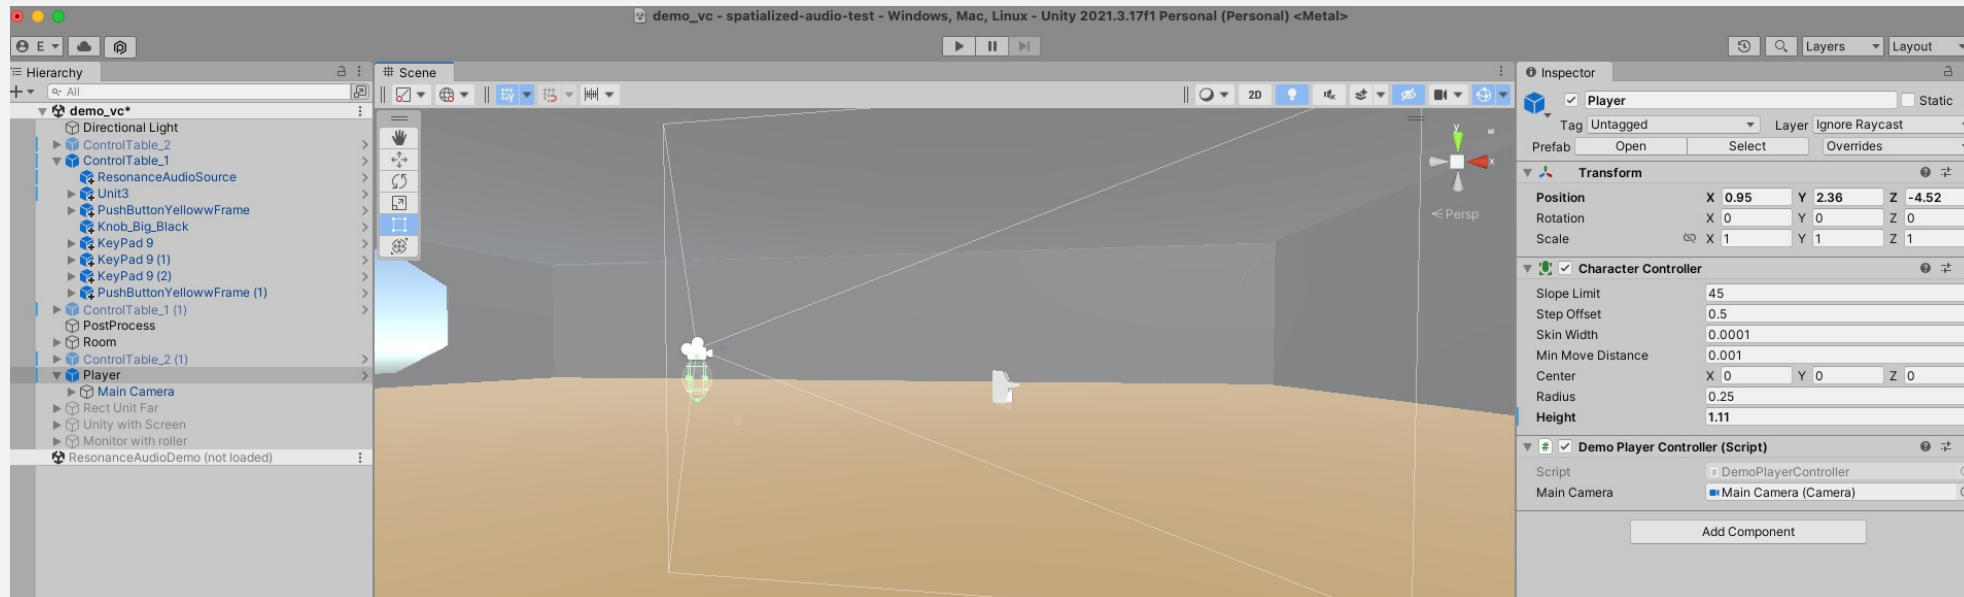 demo_vc - spatialized-audio-test - Windows, Mac, Linux - Unity 2021.3.17f1 Personal (Personal) <Metal>
E
Layers
Layout
Hierarchy
All
demo_vc*
Directional Light
ControlTable_2
ControlTable_1
ResonanceAudioSource
Unit3
PushButtonYellowwFrame
Knob_Big_Black
KeyPad 9
KeyPad 9 (1)
KeyPad 9 (2)
PushButtonYellowwFrame (1)
ControlTable_1 (1)
PostProcess
Room
ControlTable_2 (1)
Player
Main Camera
Rect Unit Far
Unity with Screen
Monitor with roller
ResonanceAudioDemo (not loaded)
Scene
2D
y
x
Persp
Inspector
Player
Static
Tag Untagged Layer Ignore Raycast
Prefab Open Select Overrides
Transform
Position X 0.95 Y 2.36 Z -4.52
Rotation X 0 Y 0 Z 0
Scale X 1 Y 1 Z 1
Character Controller
Slope Limit 45
Step Offset 0.5
Skin Width 0.0001
Min Move Distance 0.001
Center X 0 Y 0 Z 0
Radius 0.25
Height 1.11
# Demo Player Controller (Script)
Script DemoPlayerController
Main Camera Main Camera (Camera)
Add Component